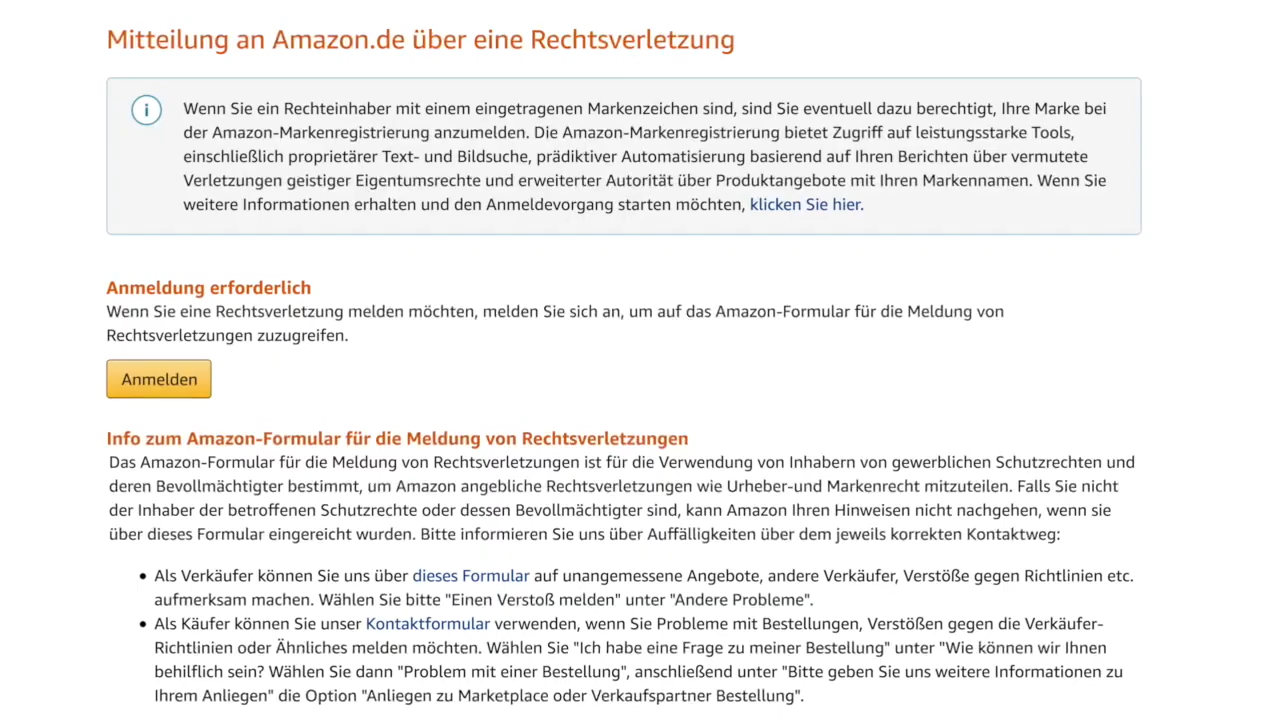 Mitteilung an Amazon.de über eine Rechtsverletzung
i
Wenn Sie ein Rechteinhaber mit einem eingetragenen Markenzeichen sind, sind Sie eventuell dazu berechtigt, Ihre Marke bei
der Amazon-Markenregistrierung anzumelden. Die Amazon-Markenregistrierung bietet Zugriff auf leistungsstarke Tools,
einschließlich proprietärer Text- und Bildsuche, prädiktiver Automatisierung basierend auf Ihren Berichten über vermutete
Verletzungen geistiger Eigentumsrechte und erweiterter Autorität über Produktangebote mit Ihren Markennamen. Wenn Sie
weitere Informationen erhalten und den Anmeldevorgang starten möchten, klicken Sie hier.
Anmeldung erforderlich
Wenn Sie eine Rechtsverletzung melden möchten, melden Sie sich an, um auf das Amazon-Formular für die Meldung von
Rechtsverletzungen zuzugreifen.
Anmelden
Info zum Amazon-Formular für die Meldung von Rechtsverletzungen
Das Amazon-Formular für die Meldung von Rechtsverletzungen ist für die Verwendung von Inhabern von gewerblichen Schutzrechten und
deren Bevollmächtigter bestimmt, um Amazon angebliche Rechtsverletzungen wie Urheber-und Markenrecht mitzuteilen. Falls Sie nicht
der Inhaber der betroffenen Schutzrechte oder dessen Bevollmächtigter sind, kann Amazon Ihren Hinweisen nicht nachgehen, wenn sie
über dieses Formular eingereicht wurden. Bitte informieren Sie uns über Auffälligkeiten über dem jeweils korrekten Kontaktweg:
• Als Verkäufer können Sie uns über dieses Formular auf unangemessene Angebote, andere Verkäufer, Verstöße gegen Richtlinien etc.
aufmerksam machen. Wählen Sie bitte "Einen Verstoß melden" unter "Andere Probleme".
• Als Käufer können Sie unser Kontaktformular verwenden, wenn Sie Probleme mit Bestellungen, Verstößen gegen die Verkäufer-
Richtlinien oder Ähnliches melden möchten. Wählen Sie "Ich habe eine Frage zu meiner Bestellung" unter "Wie können wir Ihnen
behilflich sein? Wählen Sie dann "Problem mit einer Bestellung", anschließend unter "Bitte geben Sie uns weitere Informationen zu
Ihrem Anliegen" die Option "Anliegen zu Marketplace oder Verkaufspartner Bestellung".